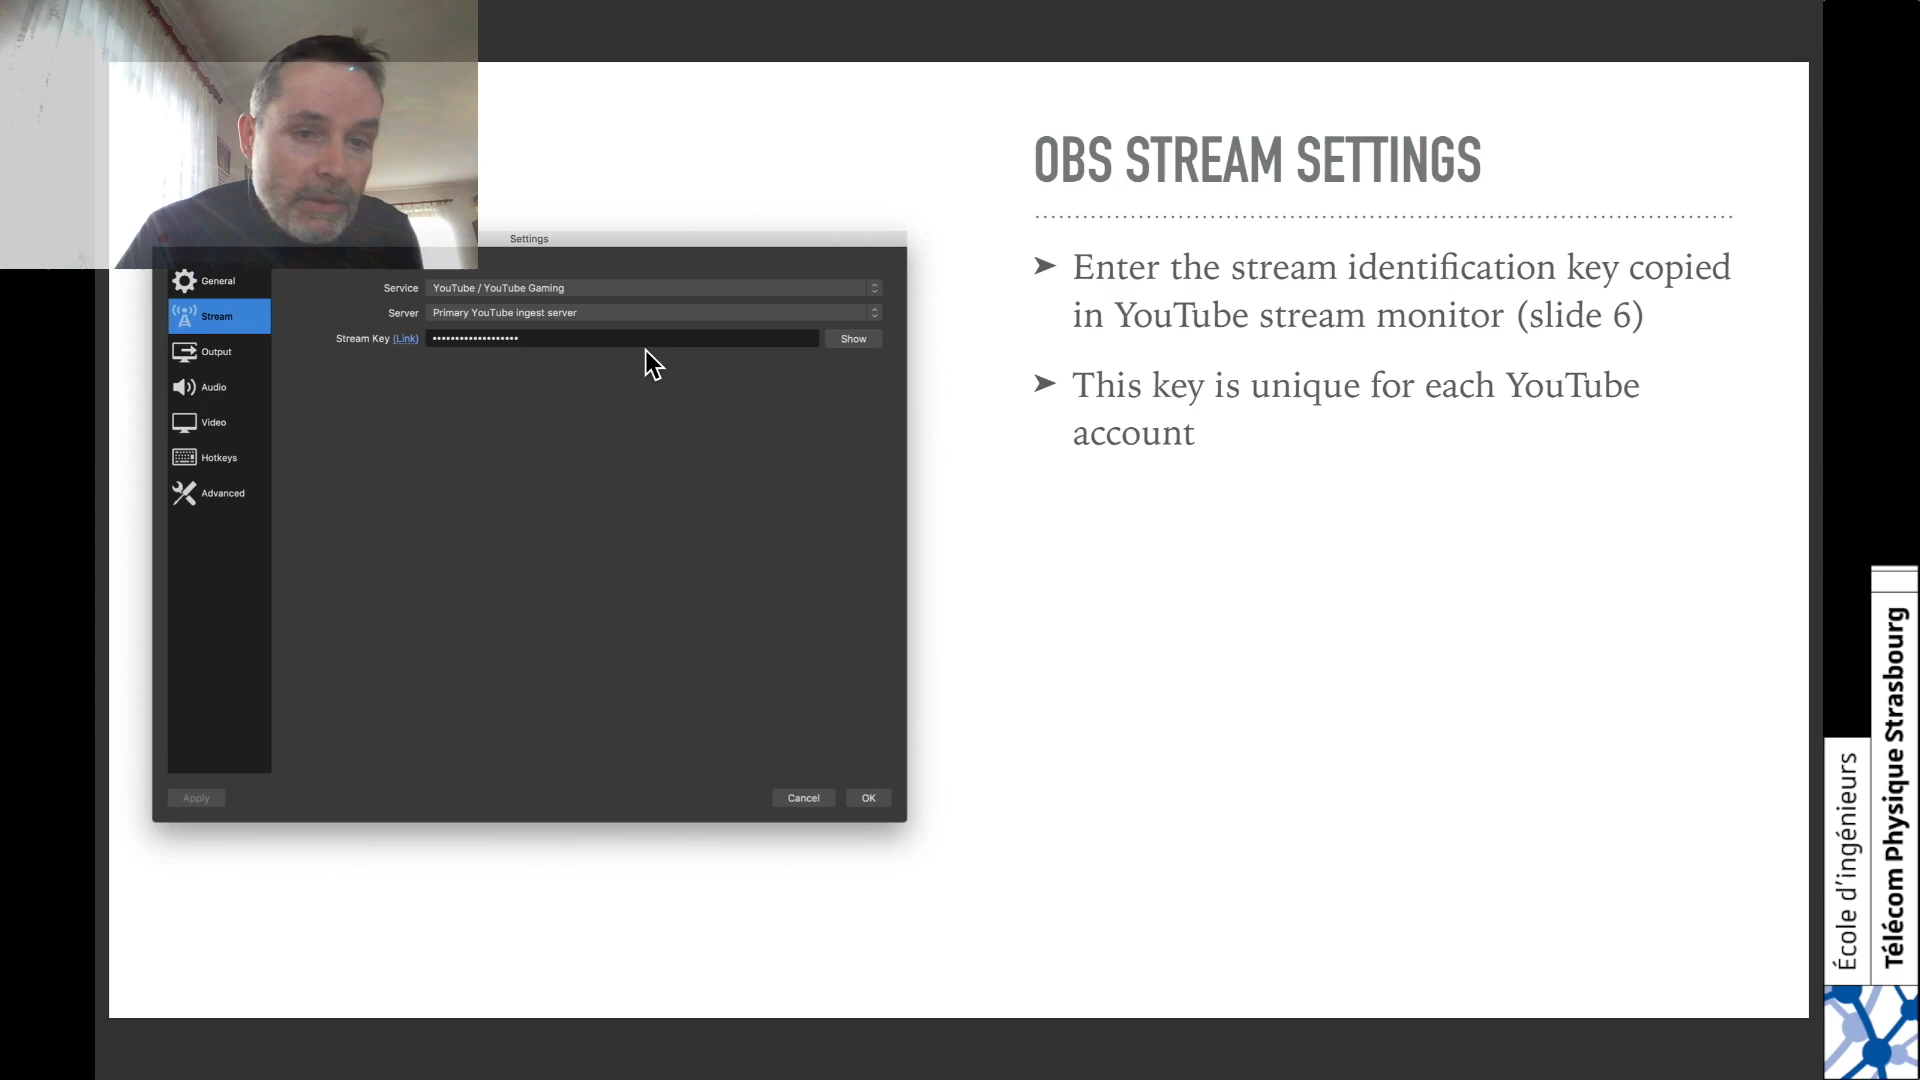 OBS STREAM SETTINGS
➤ Enter the stream identification key copied
in YouTube stream monitor (slide 6)
➤ This key is unique for each YouTube
account
Settings
General
Stream
Output
Audio
Video
Hotkeys
Advanced
Service
YouTube / YouTube Gaming
Server
Primary YouTube ingest server
Stream Key (Link)
•••••••••••••••••••
Show
Apply
Cancel
OK
École d'ingénieurs
Télécom Physique Strasbourg